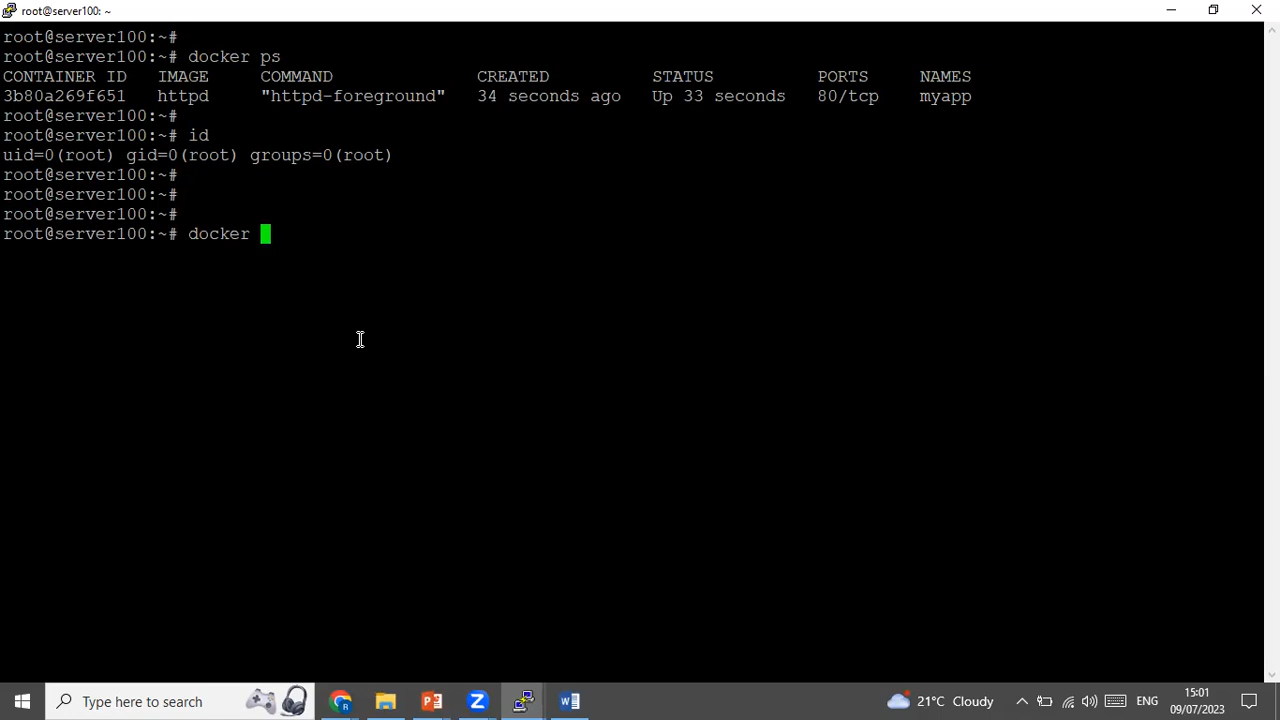 root@server100: ~
root@server100:~#
root@server100:~# docker ps
CONTAINER ID   IMAGE     COMMAND              CREATED          STATUS          PORTS     NAMES
3b80a269f651   httpd     "httpd-foreground"   34 seconds ago   Up 33 seconds   80/tcp    myapp
root@server100:~#
root@server100:~# id
uid=0(root) gid=0(root) groups=0(root)
root@server100:~#
root@server100:~#
root@server100:~#
root@server100:~# docker
Type here to search
21°C Cloudy
ENG
15:01
09/07/2023